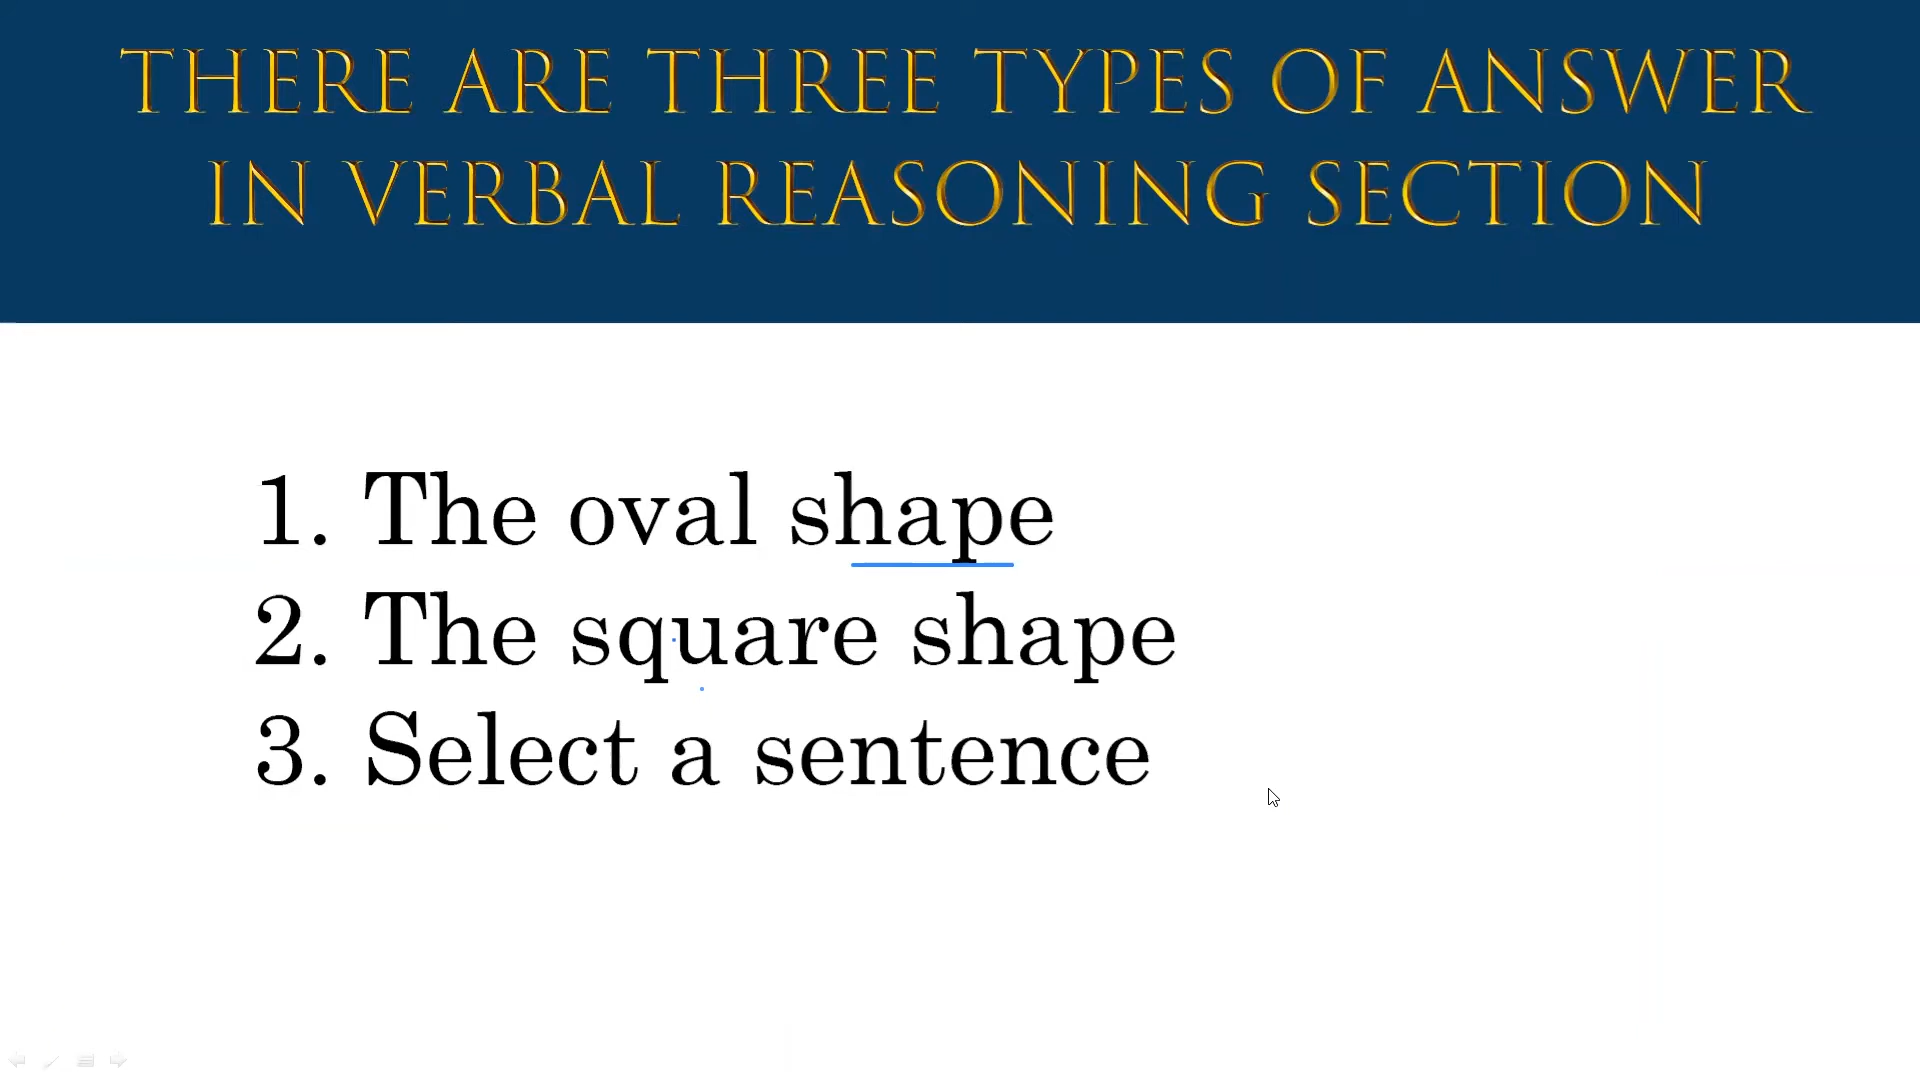 THERE ARE THREE TYPES OF ANSWER
IN VERBAL REASONING SECTION
1. The oval shape
2. The square shape
3. Select a sentence